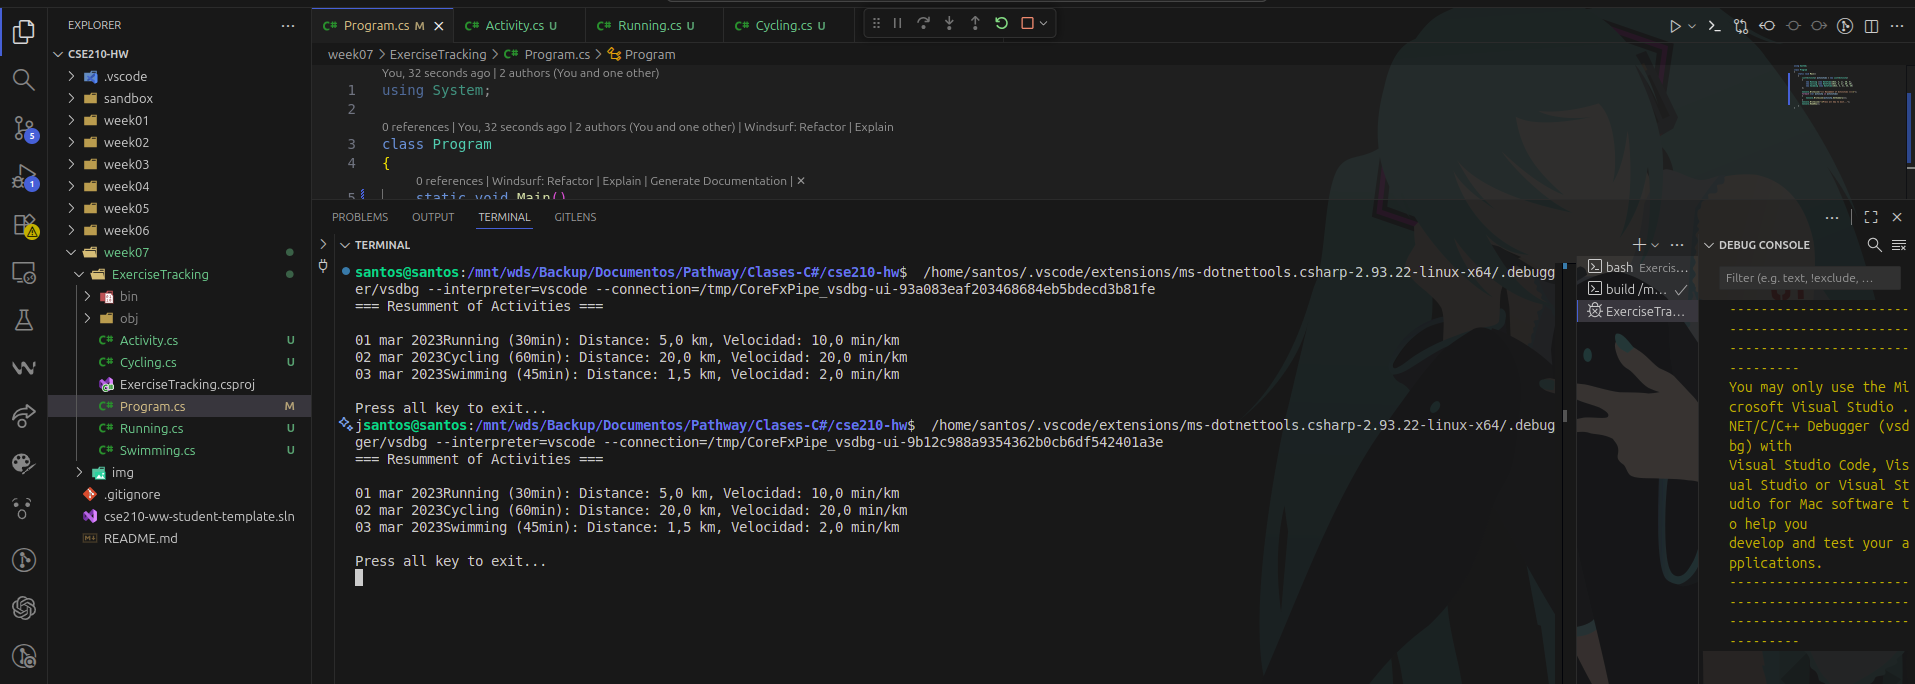 EXPLORER
CSE210-HW
.vscode
sandbox
week01
week02
week03
week04
week05
week06
week07
ExerciseTracking
bin
obj
Activity.cs U
Cycling.cs U
ExerciseTracking.csproj
Program.cs M
Running.cs U
Swimming.cs U
img
.gitignore
cse210-ww-student-template.sln
README.md
5
1
Program.cs M
Activity.cs U
Running.cs U
Cycling.cs U
week07 > ExerciseTracking > Program.cs > Program
You, 32 seconds ago | 2 authors (You and one other)
1 using System;
2
0 references | You, 32 seconds ago | 2 authors (You and one other) | Windsurf: Refactor | Explain
3 class Program
4 {
0 references | Windsurf: Refactor | Explain | Generate Documentation | ×
5 static void Main()
PROBLEMS OUTPUT TERMINAL GITLENS
TERMINAL
santos@santos:/mnt/wds/Backup/Documentos/Pathway/Clases-C#/cse210-hw$ /home/santos/.vscode/extensions/ms-dotnettools.csharp-2.93.22-linux-x64/.debugg
er/vsdbg --interpreter=vscode --connection=/tmp/CoreFxPipe_vsdbg-ui-93a083eaf203468684eb5bdecd3b81fe
=== Resumment of Activities ===
01 mar 2023Running (30min): Distance: 5,0 km, Velocidad: 10,0 min/km
02 mar 2023Cycling (60min): Distance: 20,0 km, Velocidad: 20,0 min/km
03 mar 2023Swimming (45min): Distance: 1,5 km, Velocidad: 2,0 min/km
Press all key to exit...
jsantos@santos:/mnt/wds/Backup/Documentos/Pathway/Clases-C#/cse210-hw$ /home/santos/.vscode/extensions/ms-dotnettools.csharp-2.93.22-linux-x64/.debug
ger/vsdbg --interpreter=vscode --connection=/tmp/CoreFxPipe_vsdbg-ui-9b12c988a9354362b0cb6df542401a3e
=== Resumment of Activities ===
01 mar 2023Running (30min): Distance: 5,0 km, Velocidad: 10,0 min/km
02 mar 2023Cycling (60min): Distance: 20,0 km, Velocidad: 20,0 min/km
03 mar 2023Swimming (45min): Distance: 1,5 km, Velocidad: 2,0 min/km
Press all key to exit...
bash Exercis...
build /m...
ExerciseTra...
DEBUG CONSOLE
Filter (e.g. text, !exclude, ...
-----------------------
-----------------------
-----------------------
---------
You may only use the Mi
crosoft Visual Studio .
NET/C/C++ Debugger (vsd
bg) with
Visual Studio Code, Vis
ual Studio or Visual St
udio for Mac software t
o help you
develop and test your a
pplications.
-----------------------
-----------------------
-----------------------
---------